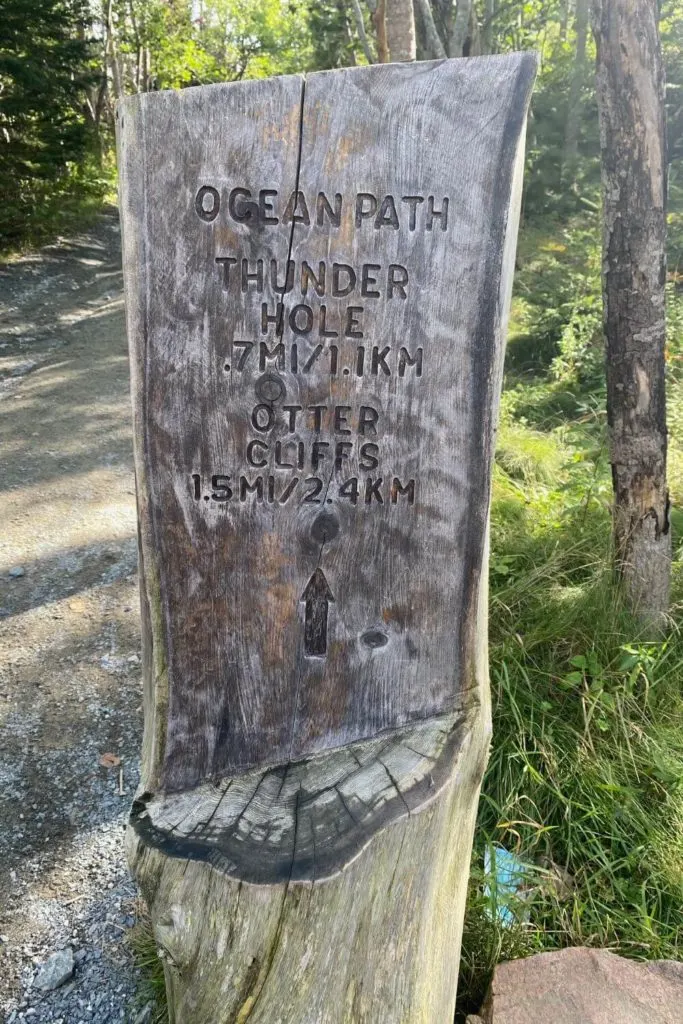 OCEAN PATH
THUNDER
HOLE
.7MI/1.1KM
OTTER
CLIFFS
1.5MI/2.4KM